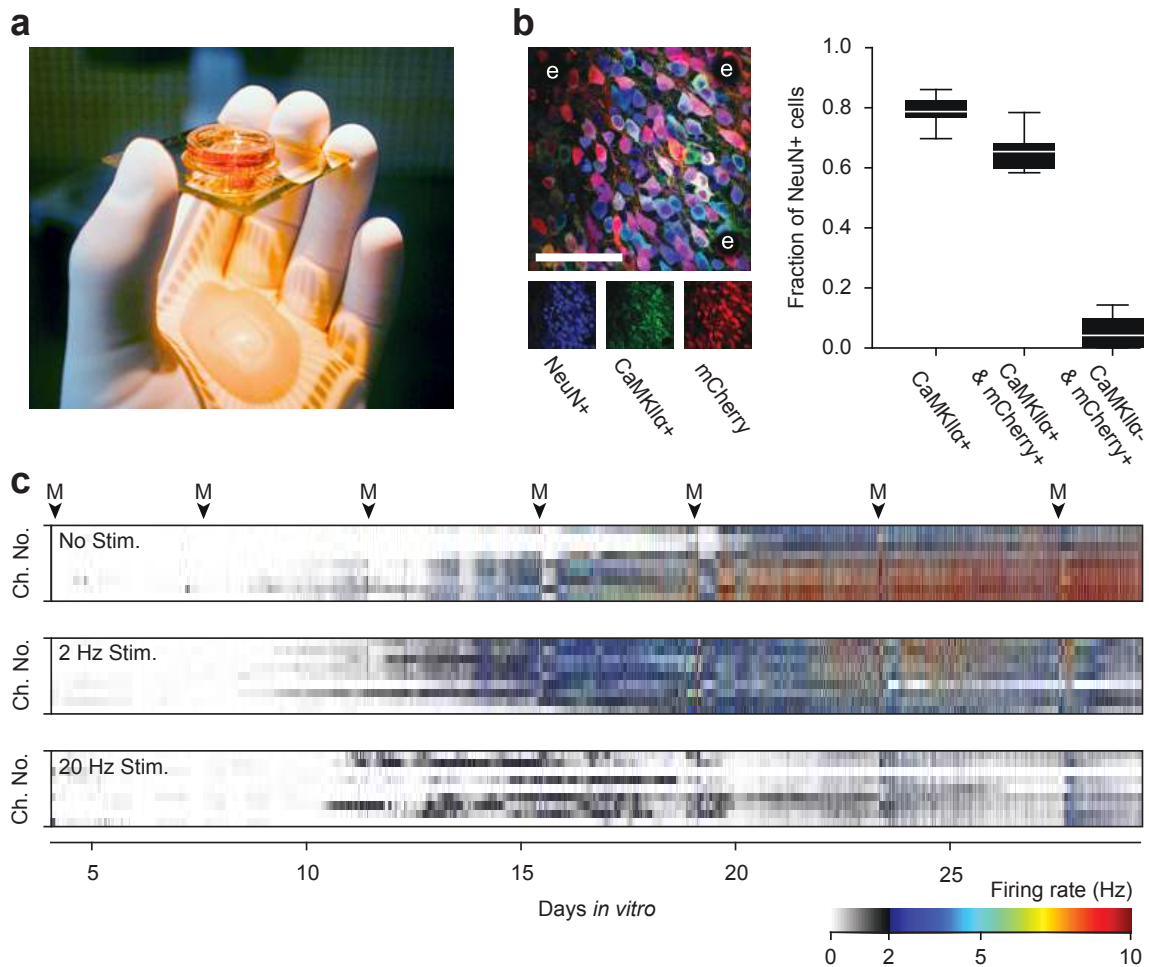 a
b
e
e
e
NeuN+
CaMKIIα+
mCherry
Fraction of NeuN+ cells
1.0
0.8
0.6
0.4
0.2
0.0
CaMKIIα+
CaMKIIα+
& mCherry+
CaMKIIα-
& mCherry+
c
M M M M M M M
Ch. No.
No Stim.
Ch. No.
2 Hz Stim.
Ch. No.
20 Hz Stim.
5 10 15 20 25
Days in vitro
Firing rate (Hz)
0 2 5 10